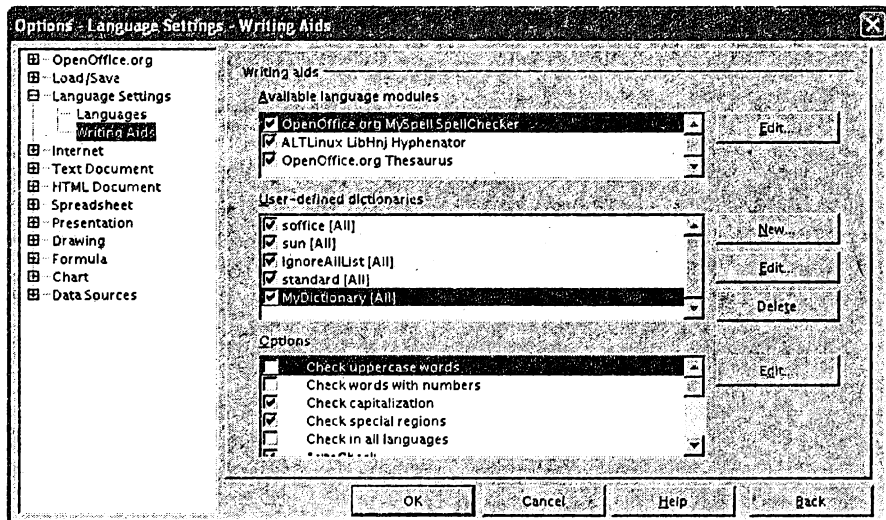 Options - Language Settings - Writing Aids
OpenOffice.org
Load/Save
Language Settings
Languages
Writing Aids
Internet
Text Document
HTML Document
Spreadsheet
Presentation
Drawing
Formula
Chart
Data Sources
Writing aids
Available language modules
OpenOffice.org MySpell SpellChecker
ALTLinux LibHnj Hyphenator
OpenOffice.org Thesaurus
Edit...
User-defined dictionaries
soffice [All]
sun [All]
IgnoreAllList [All]
standard [All]
MyDictionary [All]
New...
Edit...
Delete
Options
Check uppercase words
Check words with numbers
Check capitalization
Check special regions
Check in all languages
AutoCheck
Edit...
OK
Cancel
Help
Back